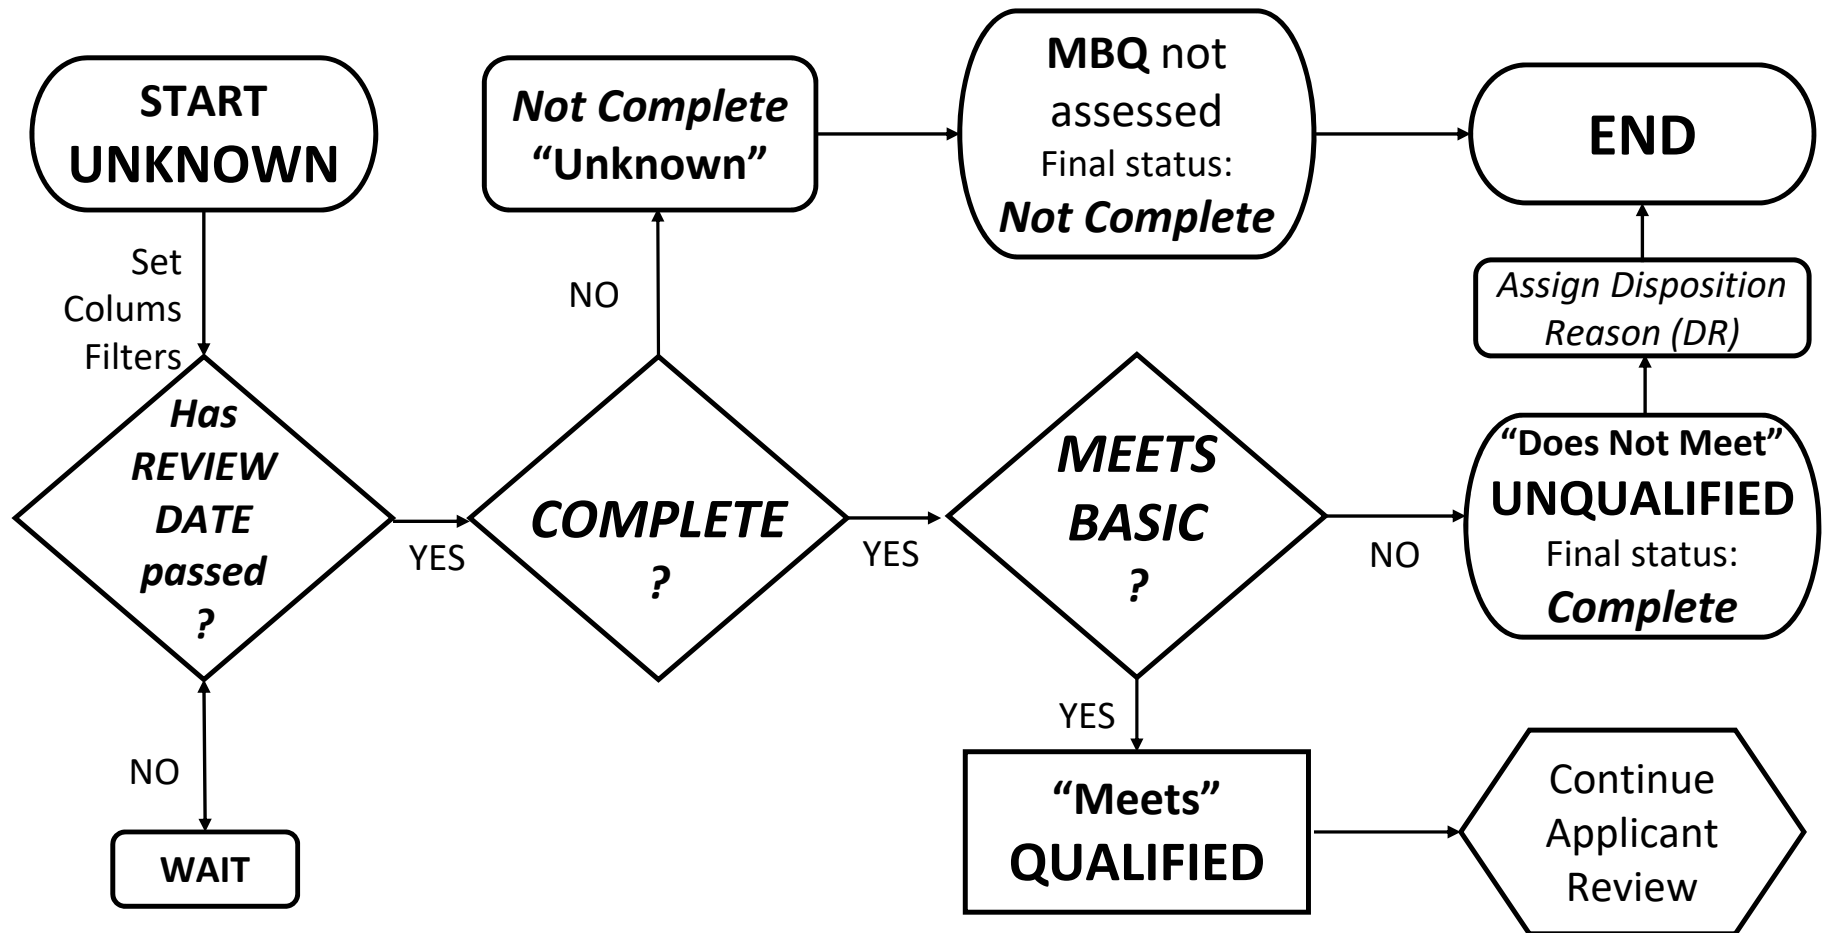 START
UNKNOWN
Set
Colums
Filters
Has
REVIEW
DATE
passed
?
NO
WAIT
YES
COMPLETE
?
NO
Not Complete
“Unknown”
MBQ not
assessed
Final status:
Not Complete
END
YES
MEETS
BASIC
?
NO
“Does Not Meet”
UNQUALIFIED
Final status:
Complete
Assign Disposition
Reason (DR)
YES
“Meets”
QUALIFIED
Continue
Applicant
Review